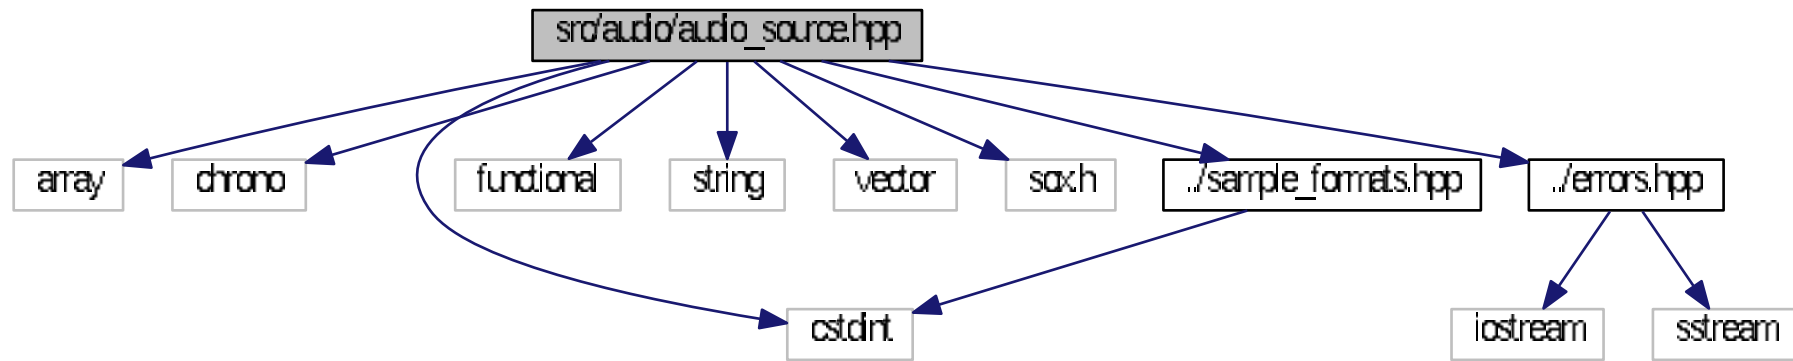 src/audio/audio_source.hpp
array
chrono
functional
string
vector
sox.h
../sample_formats.hpp
../errors.hpp
cstdint
iostream
sstream